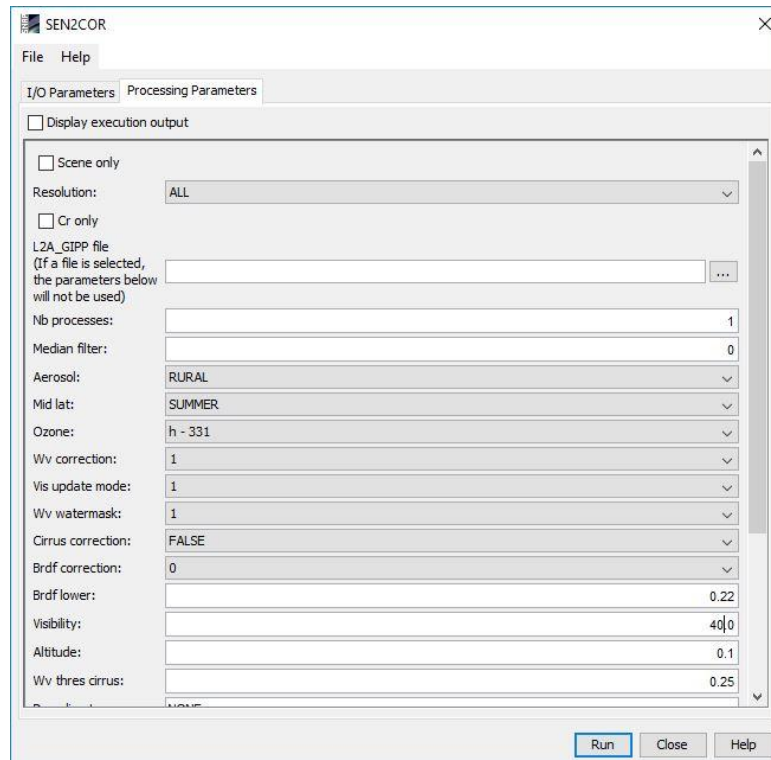 SEN2COR
File Help
I/O Parameters Processing Parameters
Display execution output
Scene only
Resolution: ALL
Cr only
L2A_GIPP file
(If a file is selected,
the parameters below
will not be used)
...
Nb processes: 1
Median filter: 0
Aerosol: RURAL
Mid lat: SUMMER
Ozone: h - 331
Wv correction: 1
Vis update mode: 1
Wv watermask: 1
Cirrus correction: FALSE
Brdf correction: 0
Brdf lower: 0.22
Visibility: 40.0
Altitude: 0.1
Wv thres cirrus: 0.25
Run Close Help